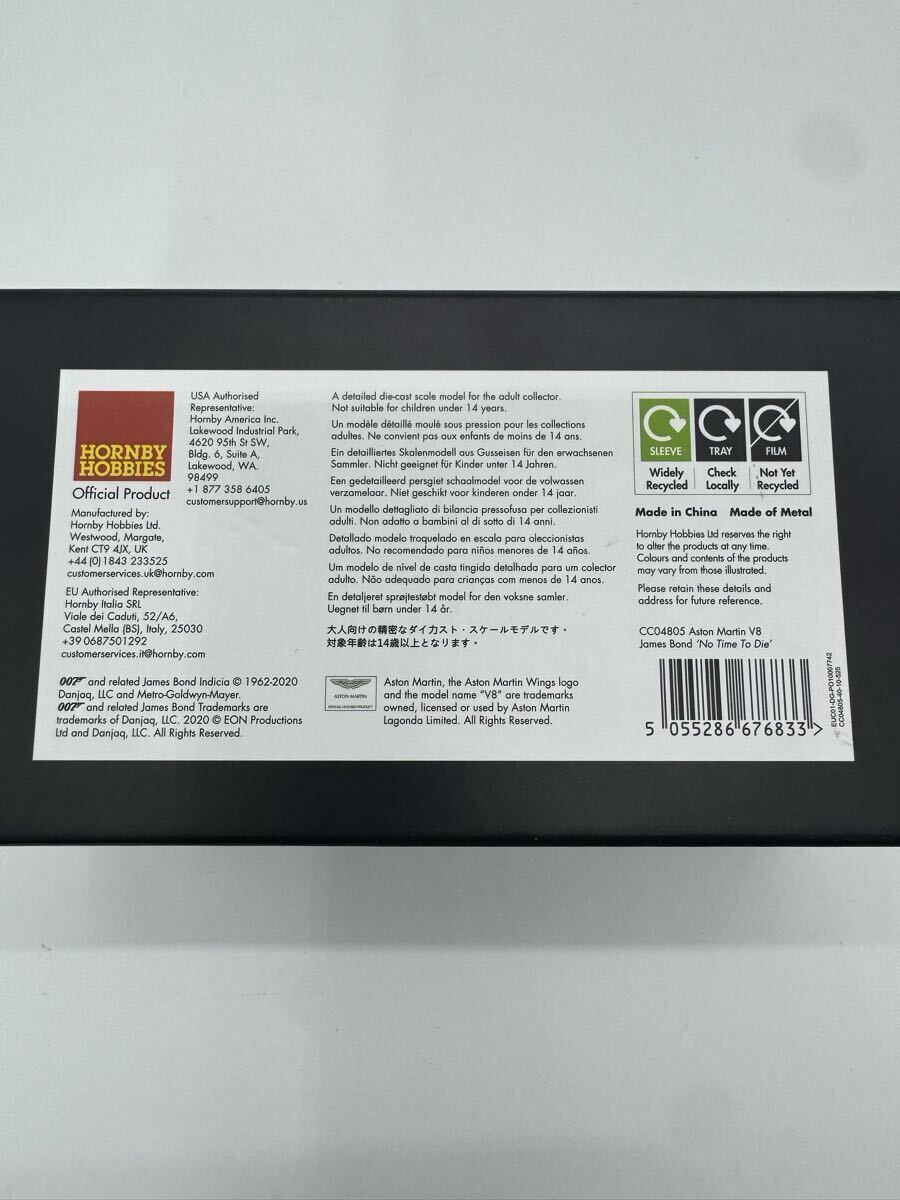 HORNBY
HOBBIES
Official Product
Manufactured by:
Hornby Hobbies Ltd.
Westwood, Margate,
Kent CT9 4JX, UK
+44 (0)1843 233525
customerservices.uk@hornby.com
EU Authorised Representative:
Hornby Italia SRL
Viale dei Caduti, 52/A6,
Castel Mella (BS), Italy, 25030
+39 0687501292
customerservices.it@hornby.com
USA Authorised
Representative:
Hornby America Inc.
Lakewood Industrial Park,
4620 95th St SW,
Bldg. 6, Suite A,
Lakewood, WA.
98499
+1 877 358 6405
customersupport@hornby.us
007 and related James Bond Indicia © 1962-2020
Danjaq, LLC and Metro-Goldwyn-Mayer.
007 and related James Bond Trademarks are
trademarks of Danjaq, LLC. 2020 © EON Productions
Ltd and Danjaq, LLC. All Rights Reserved.
A detailed die-cast scale model for the adult collector.
Not suitable for children under 14 years.
Un modèle détaillé moulé sous pression pour les collections
adultes. Ne convient pas aux enfants de moins de 14 ans.
Ein detailliertes Skalenmodell aus Gusseisen für den erwachsenen
Sammler. Nicht geeignet für Kinder unter 14 Jahren.
Een gedetailleerd persgiet schaalmodel voor de volwassen
verzamelaar. Niet geschikt voor kinderen onder 14 jaar.
Un modello dettagliato di bilancia pressofusa per collezionisti
adulti. Non adatto a bambini al di sotto di 14 anni.
Detallado modelo troquelado en escala para oleccionistas
adultos. No recomendado para niños menores de 14 años.
Um modelo de nível de casta tingida detalhada para um colector
adulto. Não adequado para crianças com menos de 14 anos.
En detaljeret sprøjtestøbt model for den voksne samler.
Uegnet til børn under 14 år.
大人向けの精密なダイカスト・スケールモデルです。
対象年齢は14歳以上となります。
ASTON MARTIN
OFFICIAL LICENSED PRODUCT
Aston Martin, the Aston Martin Wings logo
and the model name “V8” are trademarks
owned, licensed or used by Aston Martin
Lagonda Limited. All Rights Reserved.
SLEEVE TRAY FILM
Widely Check Not Yet
Recycled Locally Recycled
Made in China Made of Metal
Hornby Hobbies Ltd reserves the right
to alter the products at any time.
Colours and contents of the products
may vary from those illustrated.
Please retain these details and
address for future reference.
CC04805 Aston Martin V8
James Bond ‘No Time To Die’
5 055286 676833 >
EUC01-DG-PO10007742
CC04805-40-10-525